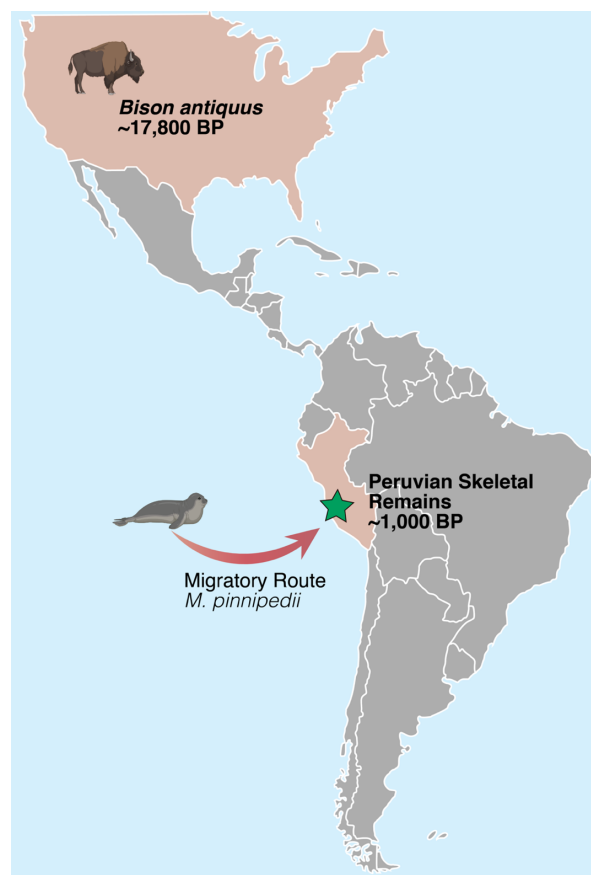 Bison antiquus
~17,800 BP
Peruvian Skeletal
Remains
~1,000 BP
Migratory Route
M. pinnipedii